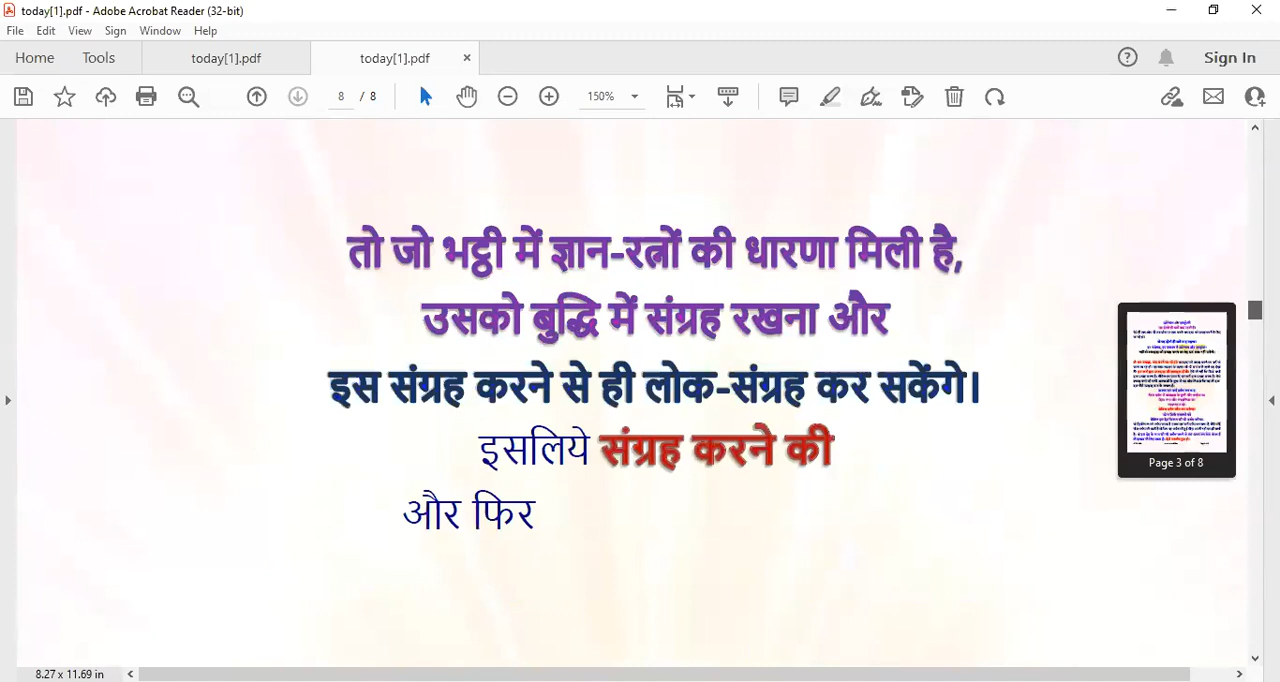 today[1].pdf - Adobe Acrobat Reader (32-bit)
File Edit View Sign Window Help
Home Tools today[1].pdf today[1].pdf × Sign In
8 / 8 150%
तो जो भट्ठी में ज्ञान-रत्नों की धारणा मिली है,
उसको बुद्धि में संग्रह रखना और
इस संग्रह करने से ही लोक-संग्रह कर सकेंगे।
इसलिये संग्रह करने की
और फिर
Page 3 of 8
8.27 x 11.69 in